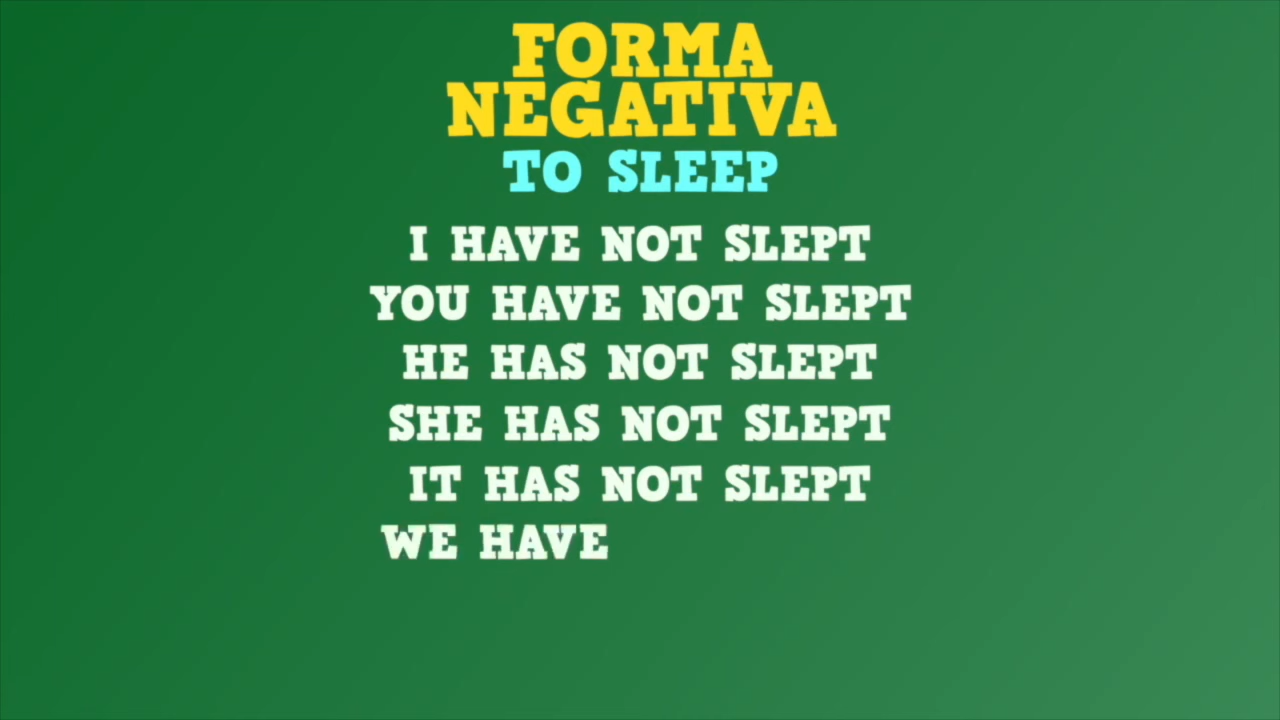 FORMA
NEGATIVA
TO SLEEP
I HAVE NOT SLEPT
YOU HAVE NOT SLEPT
HE HAS NOT SLEPT
SHE HAS NOT SLEPT
IT HAS NOT SLEPT
WE HAVE